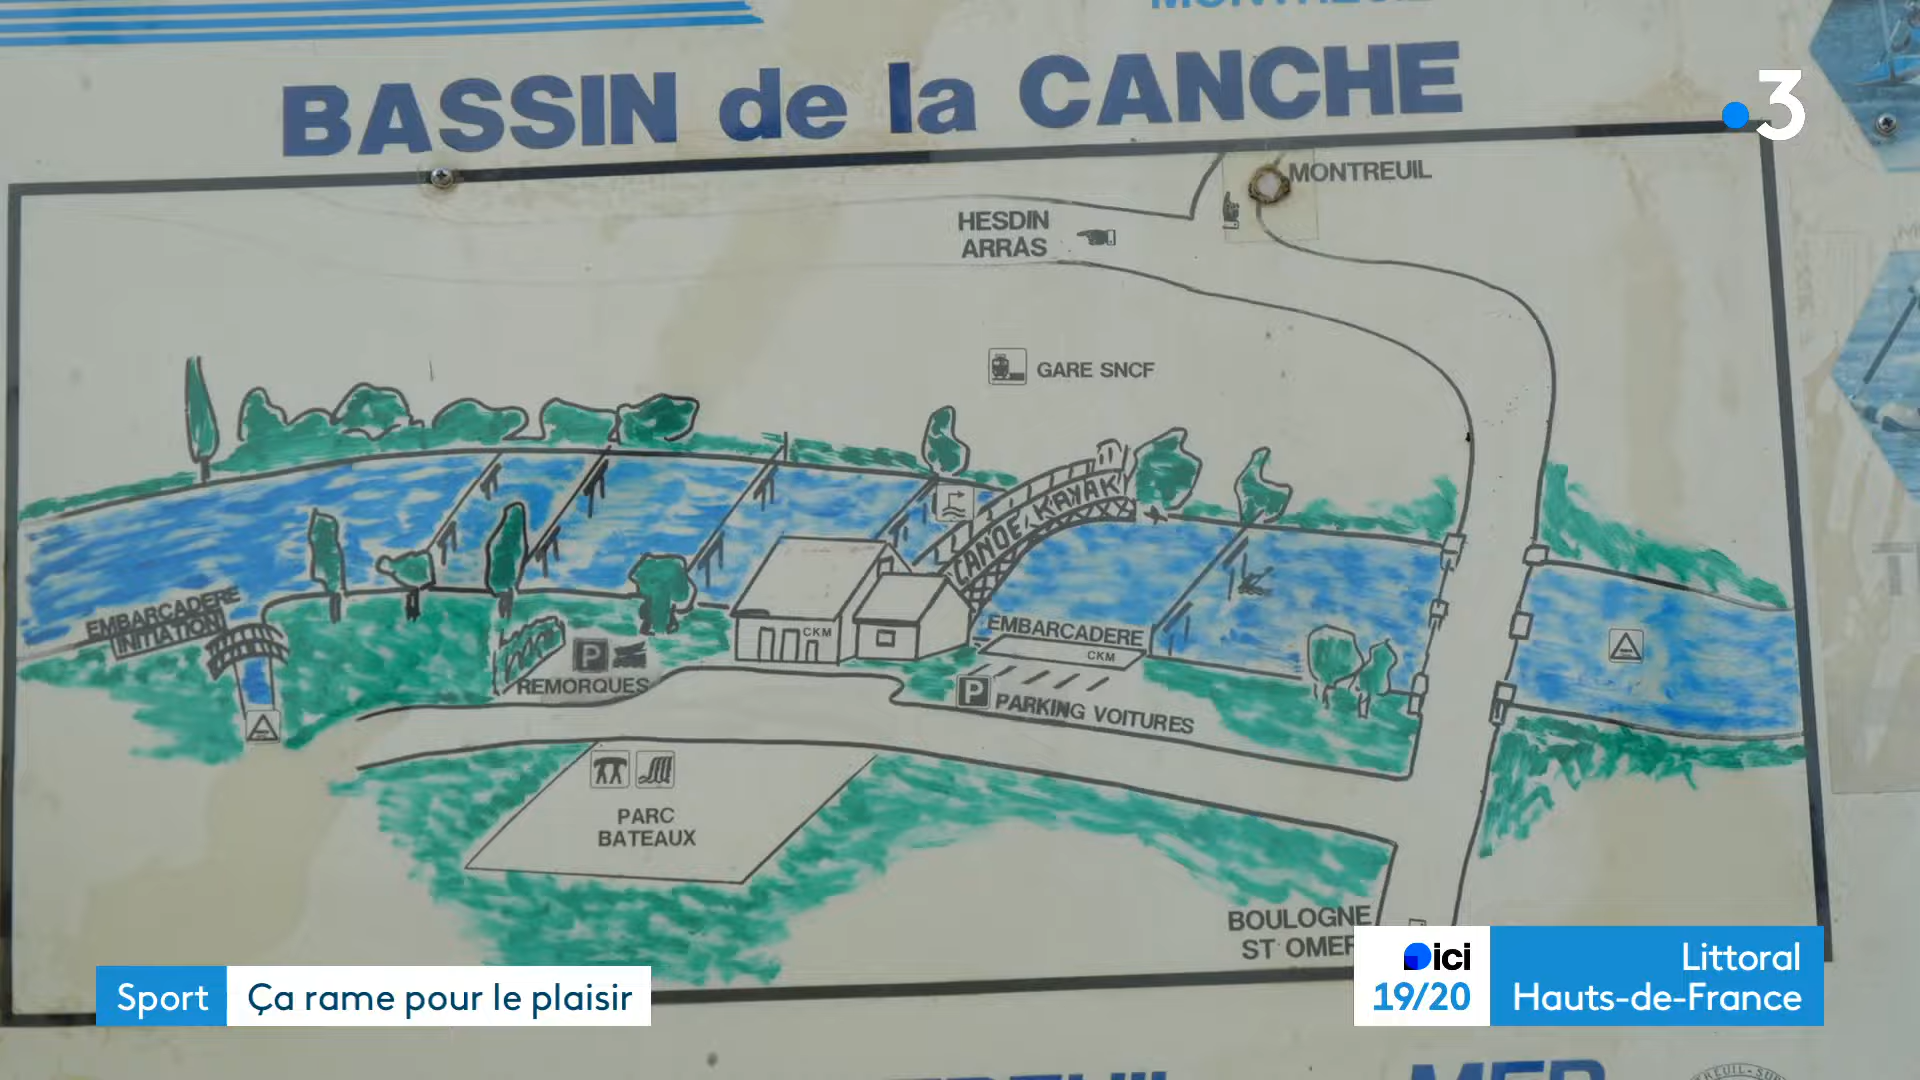 MONTREUIL
BASSIN de la CANCHE
3
MONTREUIL
HESDIN
ARRAS
GARE SNCF
CANOE KAYAK
EMBARCADERE
INITIATION
CKM
EMBARCADERE
CKM
P
REMORQUES
P
PARKING VOITURES
PARC
BATEAUX
BOULOGNE
ST OMER
Sport
Ça rame pour le plaisir
ici
19/20
Littoral
Hauts-de-France
MER